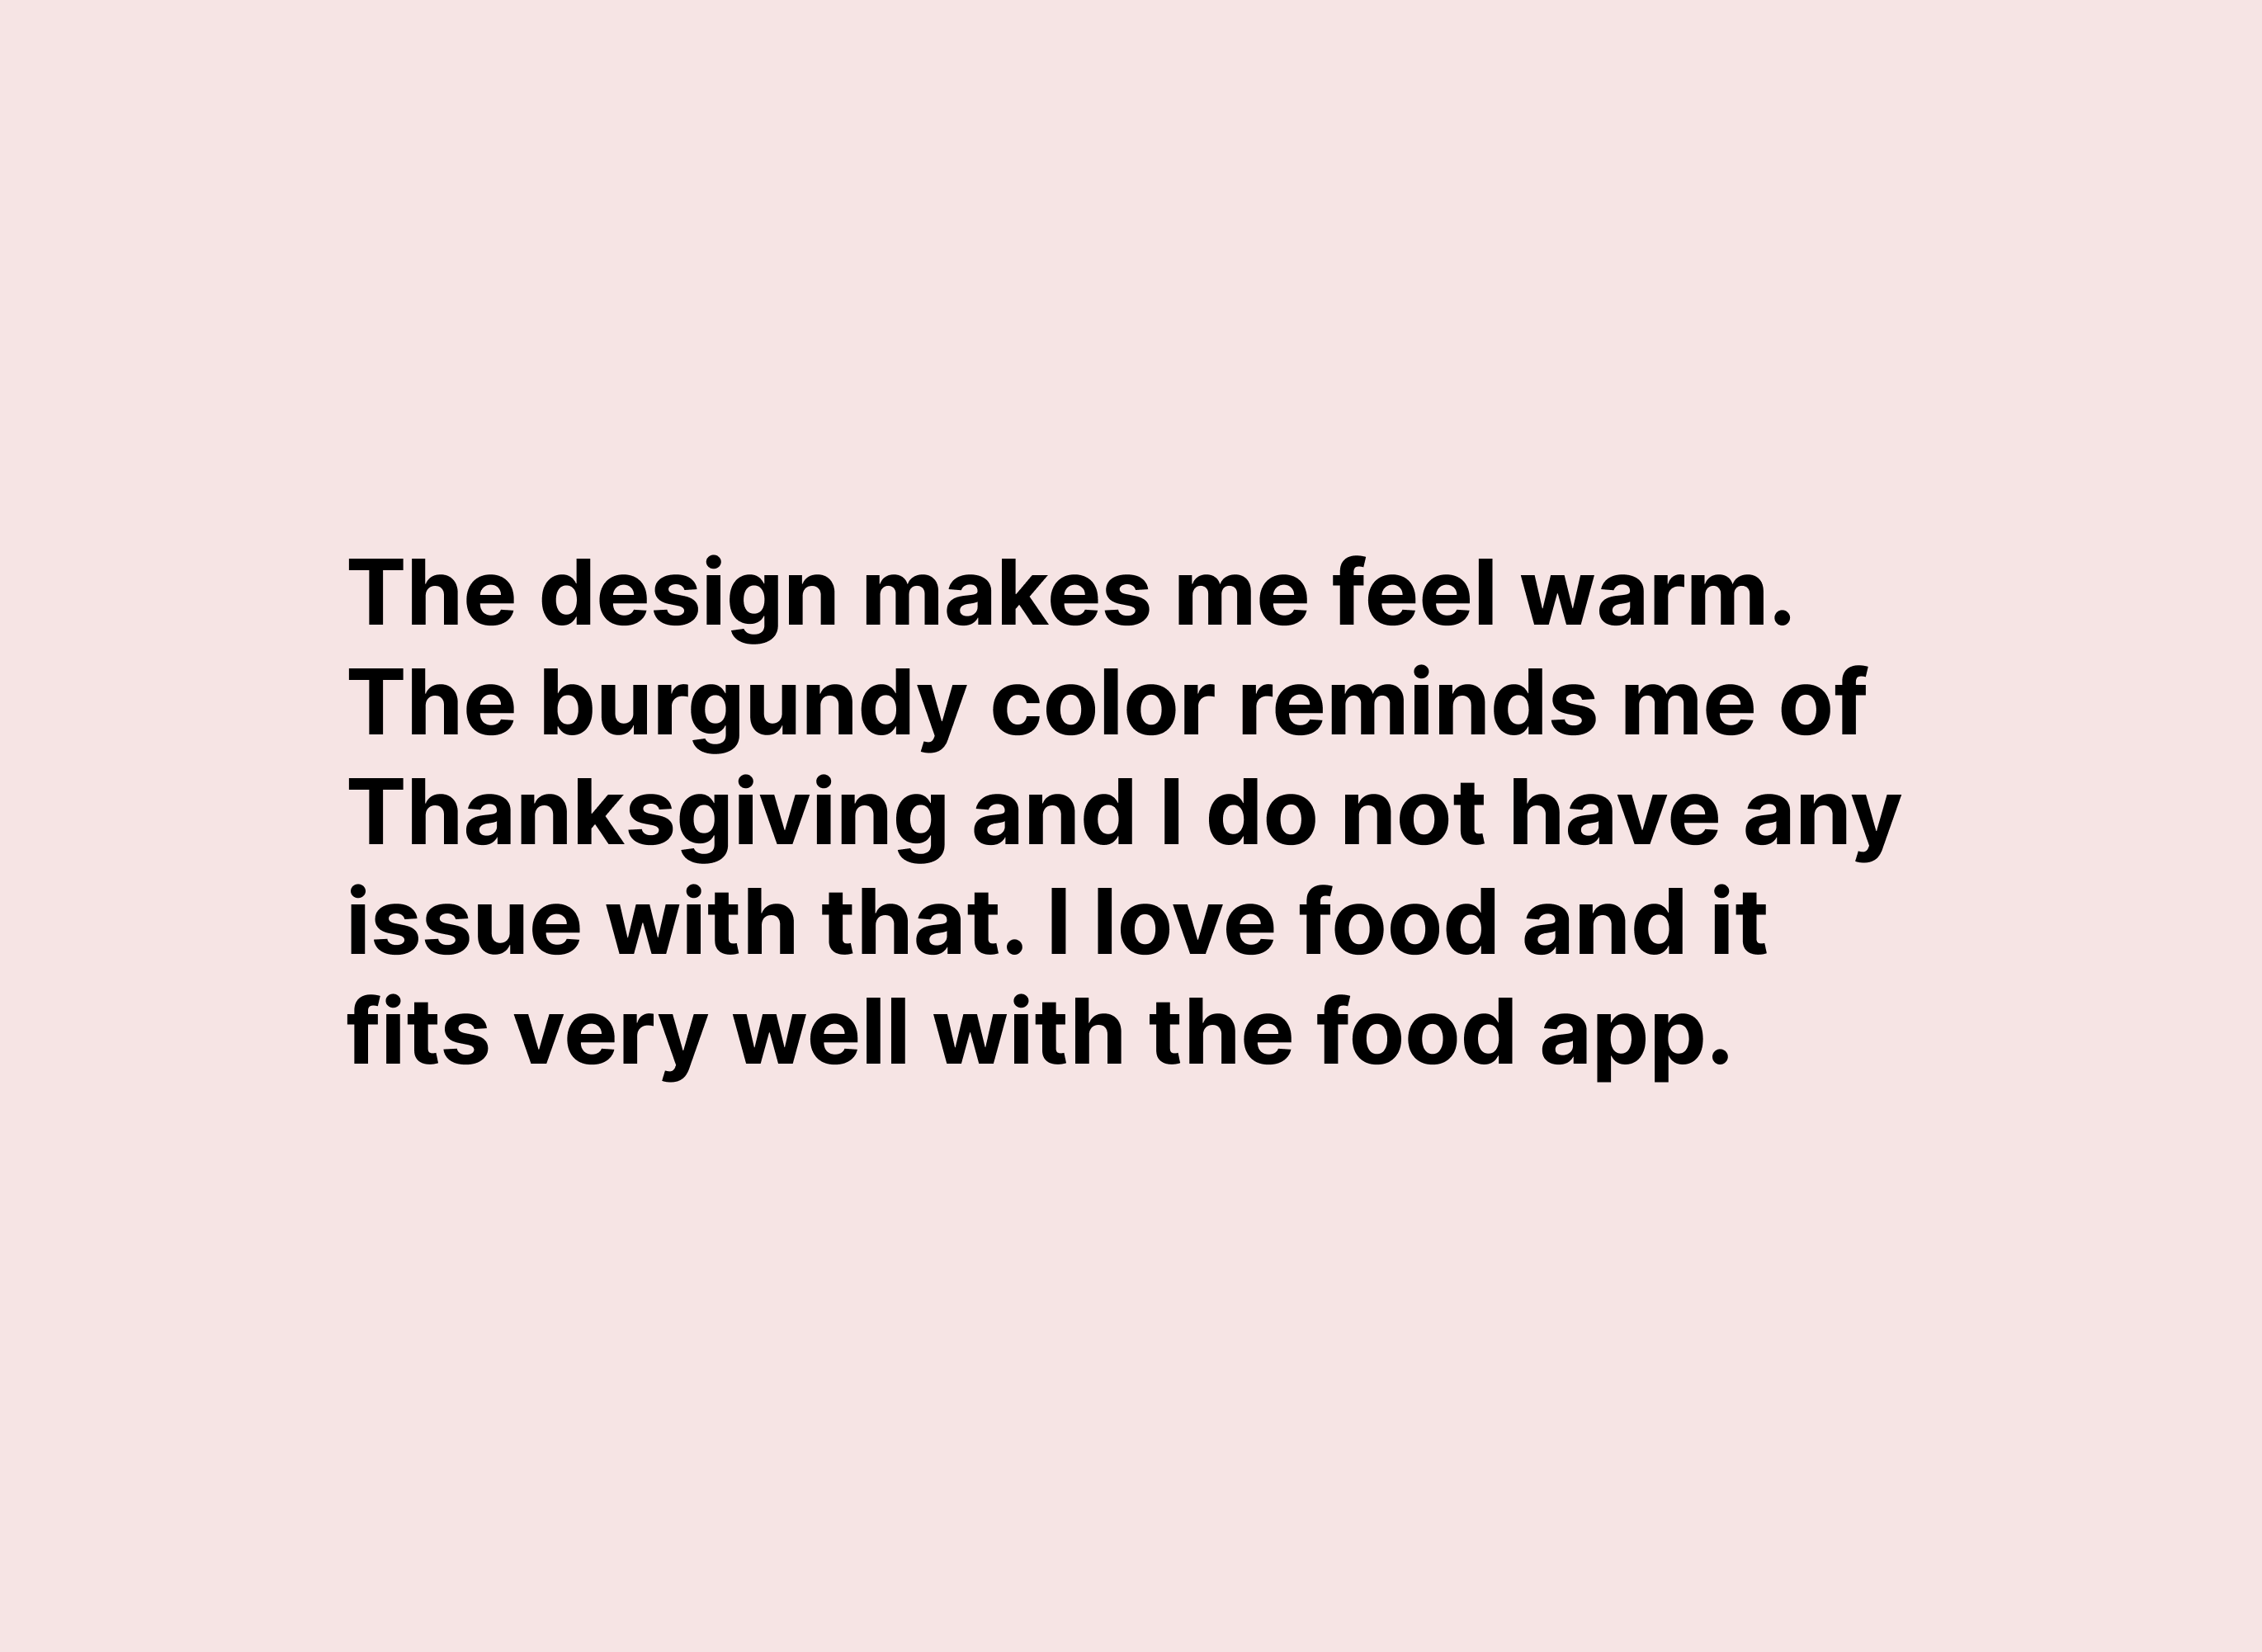 The design makes me feel warm.
The burgundy color reminds me of
Thanksgiving and I do not have any
issue with that. I love food and it
fits very well with the food app.